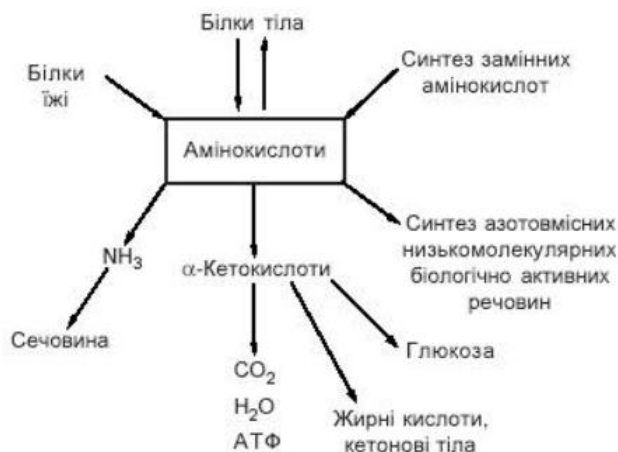 Білки тіла
Білки
їжі
Синтез замінних
амінокислот
Амінокислоти
NH₃
α-Кетокислоти
Синтез азотовмісних
низькомолекулярних
біологічно активних
речовин
Сечовина
Глюкоза
CO₂
H₂O
АТФ
Жирні кислоти,
кетонові тіла